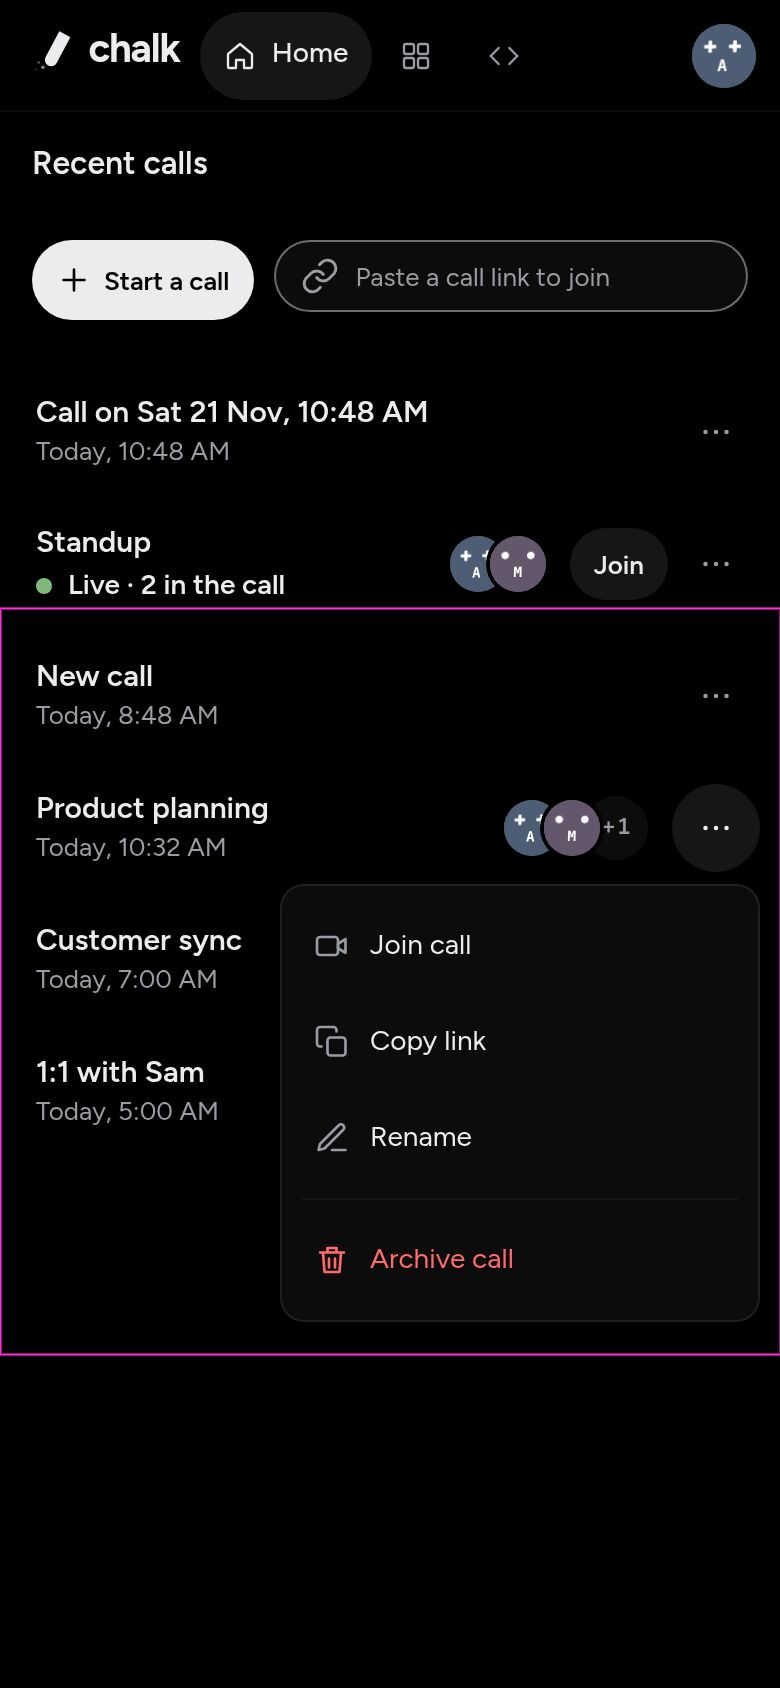 chalk
Home
A
Recent calls
Start a call
Paste a call link to join
Call on Sat 21 Nov, 10:48 AM
Today, 10:48 AM
Standup
Live · 2 in the call
A
M
Join
New call
Today, 8:48 AM
Product planning
Today, 10:32 AM
A
M
+1
Customer sync
Today, 7:00 AM
1:1 with Sam
Today, 5:00 AM
Join call
Copy link
Rename
Archive call